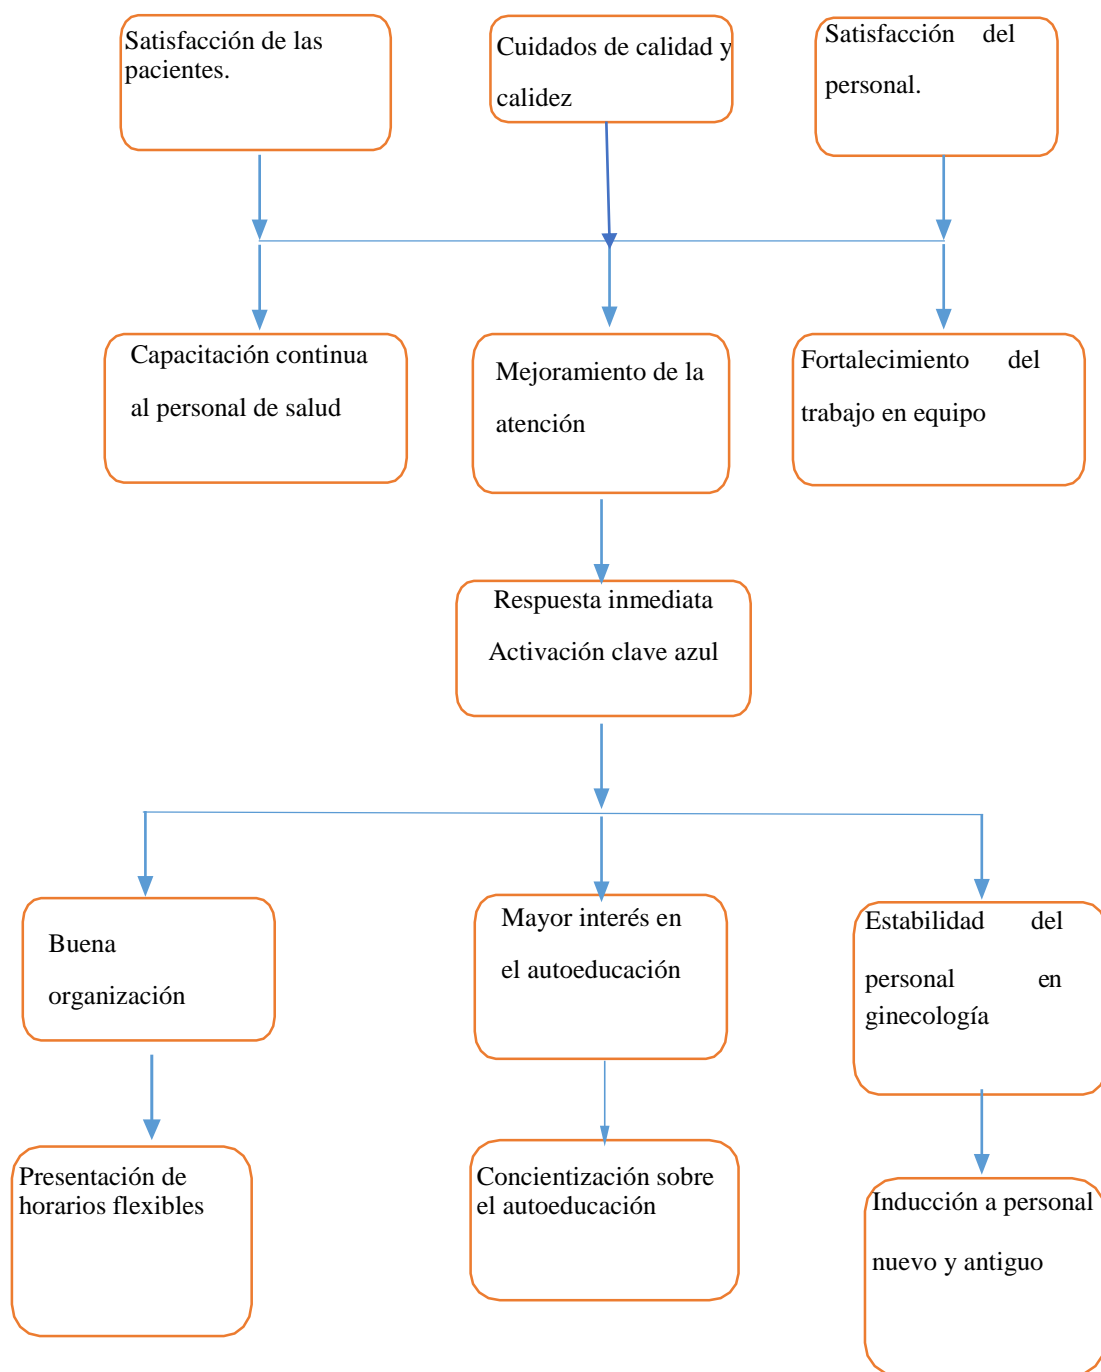 Satisfacción de las
pacientes.
Cuidados de calidad y
calidez
Satisfacción del
personal.
Capacitación continua
al personal de salud
Mejoramiento de la
atención
Fortalecimiento del
trabajo en equipo
Respuesta inmediata
Activación clave azul
Buena
organización
Mayor interés en
el autoeducación
Estabilidad del
personal en
ginecología
Presentación de
horarios flexibles
Concientización sobre
el autoeducación
Inducción a personal
nuevo y antiguo